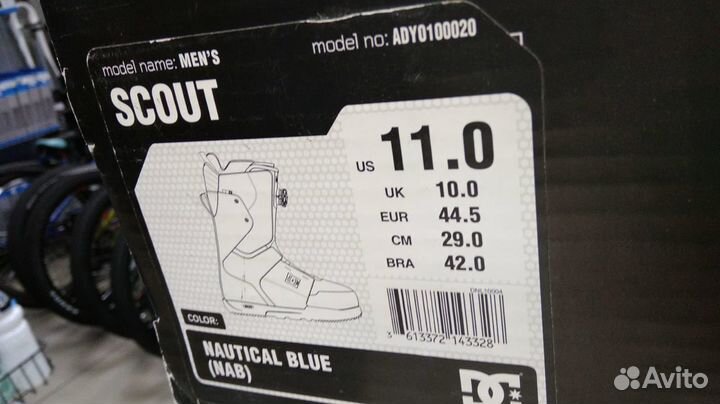 model name: MEN'S
model no: ADYO100020
SCOUT
US 11.0
UK 10.0
EUR 44.5
CM 29.0
BRA 42.0
DNL10004
3 613372 143328
COLOR:
NAUTICAL BLUE
(NAB)
DC
Avito